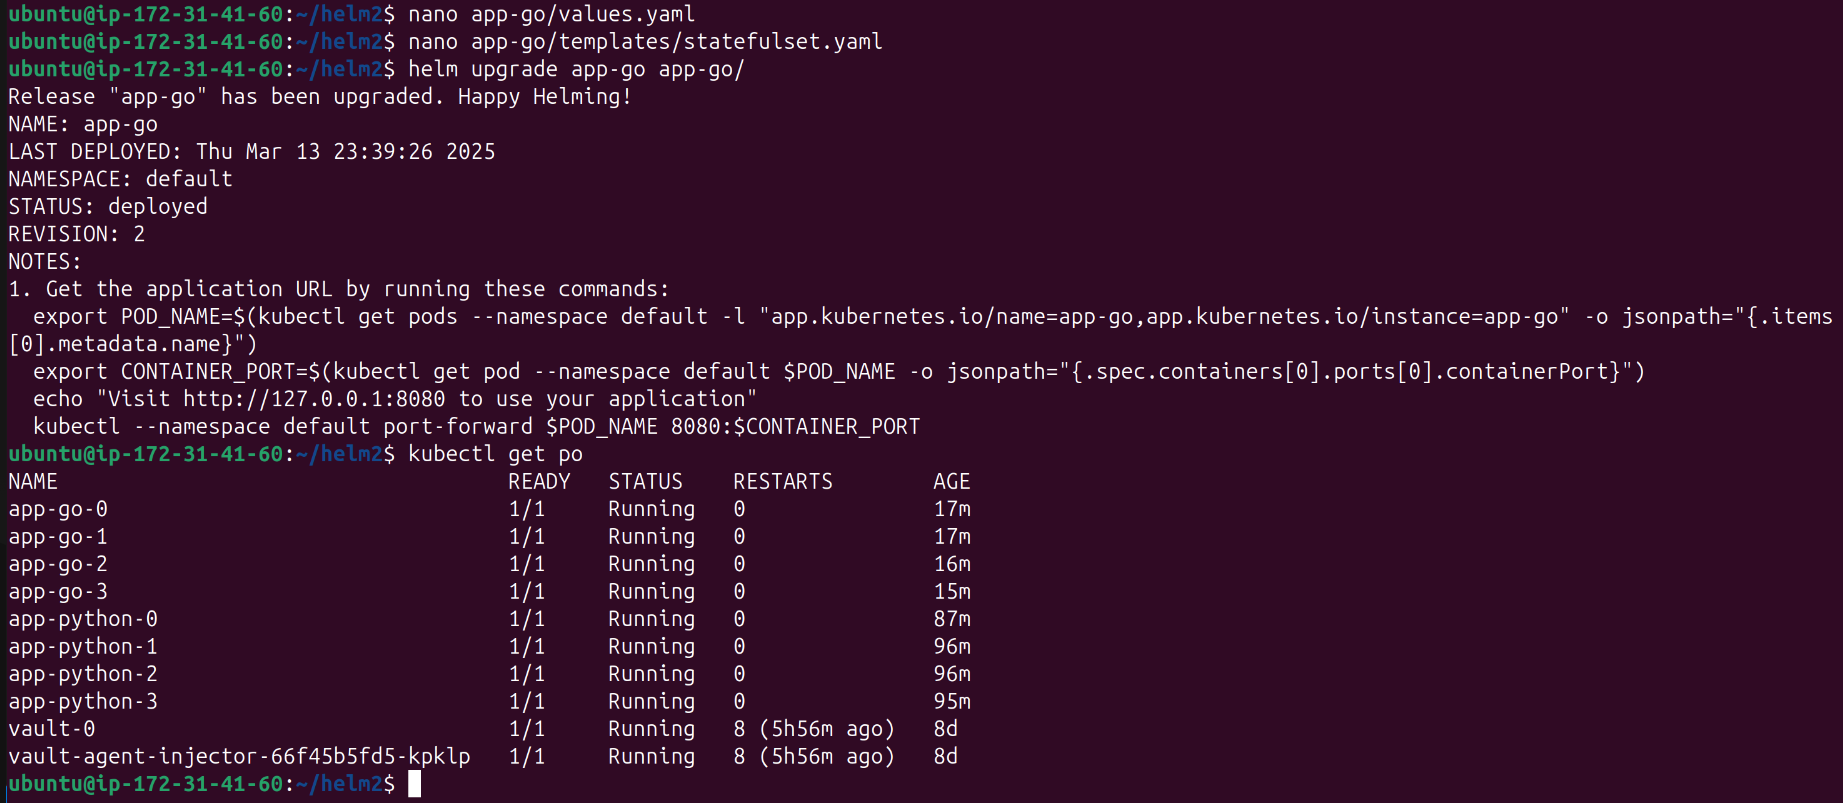 ubuntu@ip-172-31-41-60:~/helm2$ nano app-go/values.yaml
ubuntu@ip-172-31-41-60:~/helm2$ nano app-go/templates/statefulset.yaml
ubuntu@ip-172-31-41-60:~/helm2$ helm upgrade app-go app-go/
Release "app-go" has been upgraded. Happy Helming!
NAME: app-go
LAST DEPLOYED: Thu Mar 13 23:39:26 2025
NAMESPACE: default
STATUS: deployed
REVISION: 2
NOTES:
1. Get the application URL by running these commands:
  export POD_NAME=$(kubectl get pods --namespace default -l "app.kubernetes.io/name=app-go,app.kubernetes.io/instance=app-go" -o jsonpath="{.items
[0].metadata.name}")
  export CONTAINER_PORT=$(kubectl get pod --namespace default $POD_NAME -o jsonpath="{.spec.containers[0].ports[0].containerPort}")
  echo "Visit http://127.0.0.1:8080 to use your application"
  kubectl --namespace default port-forward $POD_NAME 8080:$CONTAINER_PORT
ubuntu@ip-172-31-41-60:~/helm2$ kubectl get po
NAME                                    READY   STATUS    RESTARTS        AGE
app-go-0                                1/1     Running   0               17m
app-go-1                                1/1     Running   0               17m
app-go-2                                1/1     Running   0               16m
app-go-3                                1/1     Running   0               15m
app-python-0                            1/1     Running   0               87m
app-python-1                            1/1     Running   0               96m
app-python-2                            1/1     Running   0               96m
app-python-3                            1/1     Running   0               95m
vault-0                                 1/1     Running   8 (5h56m ago)   8d
vault-agent-injector-66f45b5fd5-kpklp   1/1     Running   8 (5h56m ago)   8d
ubuntu@ip-172-31-41-60:~/helm2$